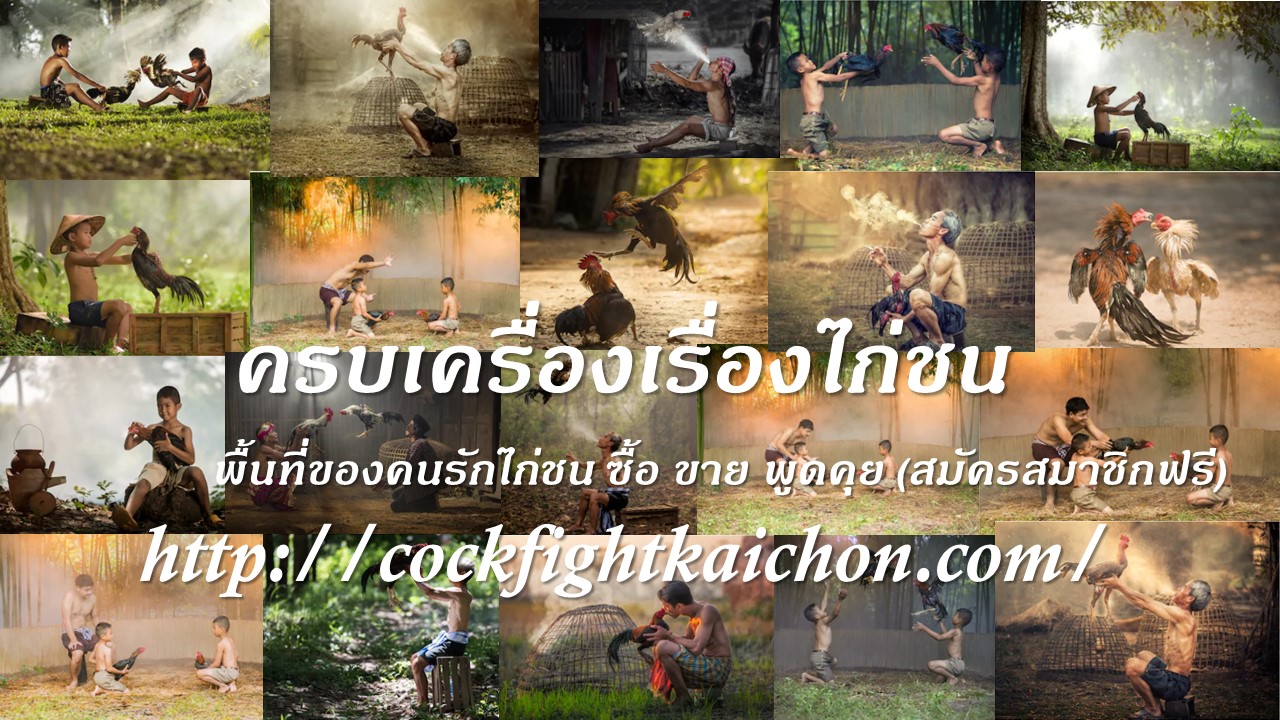 ครบเครื่องเรื่องไก่ชน
พื้นที่ของคนรักไก่ชน ซื้อ ขาย พูดคุย (สมัครสมาชิกฟรี)
http://cockfightkaichon.com/